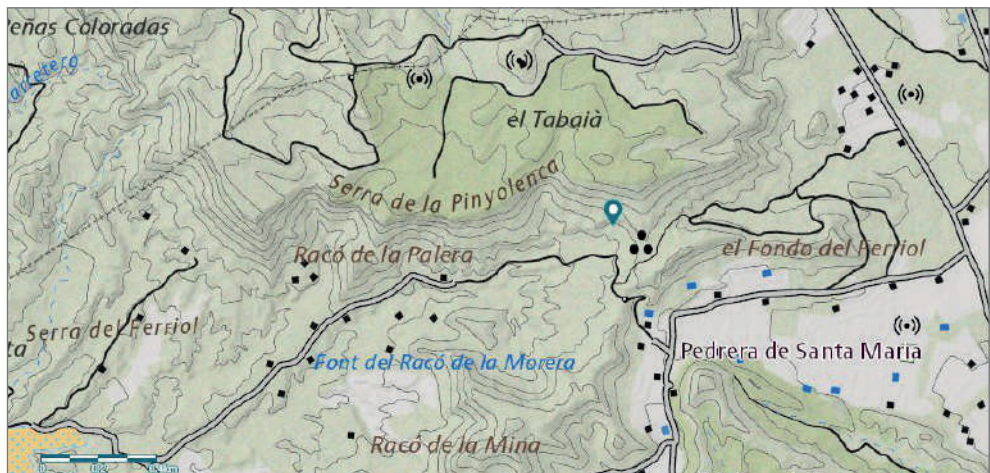 Peñas Coloradas
el Tabaià
Serra de la Pinyolenca
Racó de la Palera
el Fondo del Ferriol
Serra del Ferriol
Pedrera de Santa Maria
Font del Racó de la Morera
Racó de la Mina